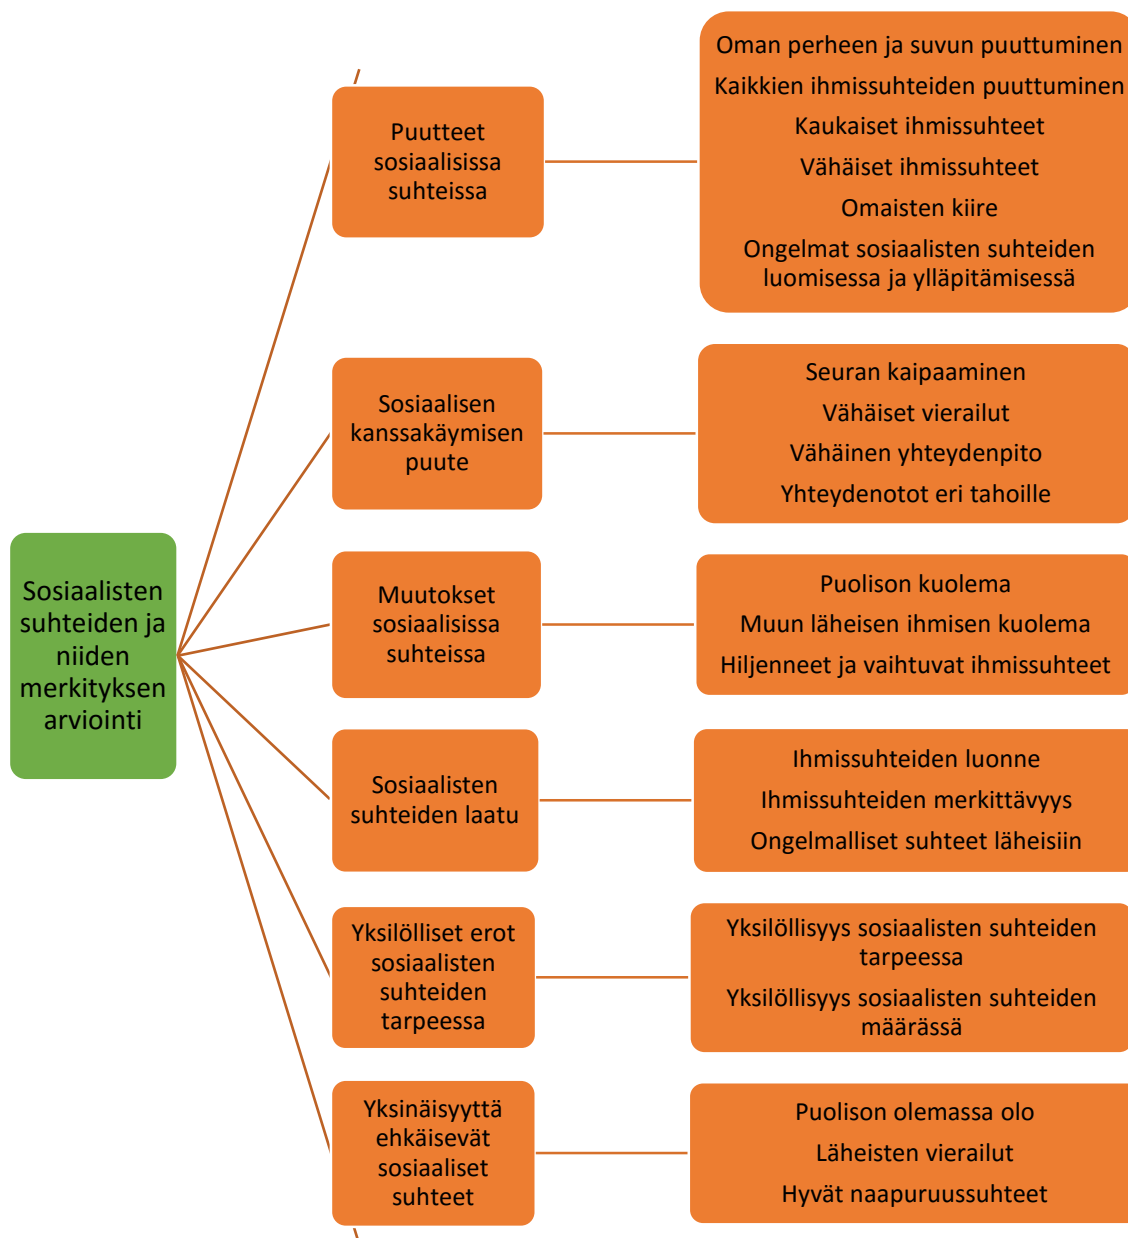 Oman perheen ja suvun puuttuminen
Kaikkien ihmissuhteiden puuttuminen
Kaukaiset ihmissuhteet
Vähäiset ihmissuhteet
Omaisten kiire
Ongelmat sosiaalisten suhteiden
luomisessa ja ylläpitämisessä
Puutteet
sosiaalisissa
suhteissa
Seuran kaipaaminen
Vähäiset vierailut
Vähäinen yhteydenpito
Yhteydenotot eri tahoille
Sosiaalisen
kanssakäymisen
puute
Sosiaalisten
suhteiden ja
niiden
merkityksen
arviointi
Muutokset
sosiaalisissa
suhteissa
Puolison kuolema
Muun läheisen ihmisen kuolema
Hiljenneet ja vaihtuvat ihmissuhteet
Sosiaalisten
suhteiden laatu
Ihmissuhteiden luonne
Ihmissuhteiden merkittävyys
Ongelmalliset suhteet läheisiin
Yksilölliset erot
sosiaalisten
suhteiden
tarpeessa
Yksilöllisyys sosiaalisten suhteiden
tarpeessa
Yksilöllisyys sosiaalisten suhteiden
määrässä
Yksinäisyyttä
ehkäisevät
sosiaaliset
suhteet
Puolison olemassa olo
Läheisten vierailut
Hyvät naapuruussuhteet